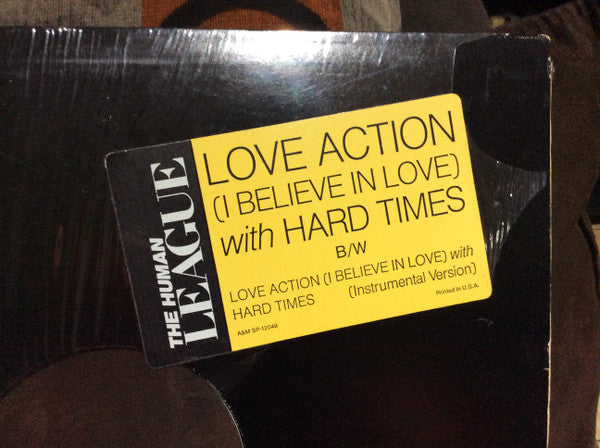 THE HUMAN
LEAGUE
LOVE ACTION
(I BELIEVE IN LOVE)
with HARD TIMES
B/W
LOVE ACTION (I BELIEVE IN LOVE) with
HARD TIMES (Instrumental Version)
A&M SP-12049 Printed in U.S.A.